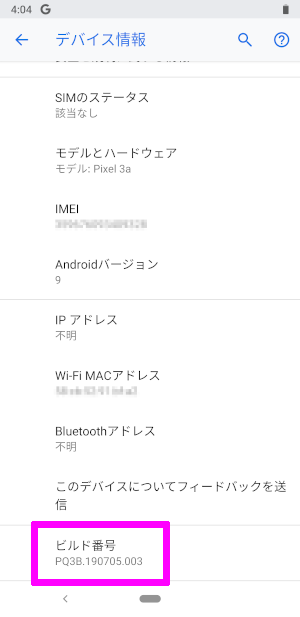 4:04
デバイス情報
SIMのステータス
該当なし
モデルとハードウェア
モデル: Pixel 3a
IMEI
Androidバージョン
9
IP アドレス
不明
Wi-Fi MACアドレス
Bluetoothアドレス
不明
このデバイスについてフィードバックを送
信
ビルド番号
PQ3B.190705.003